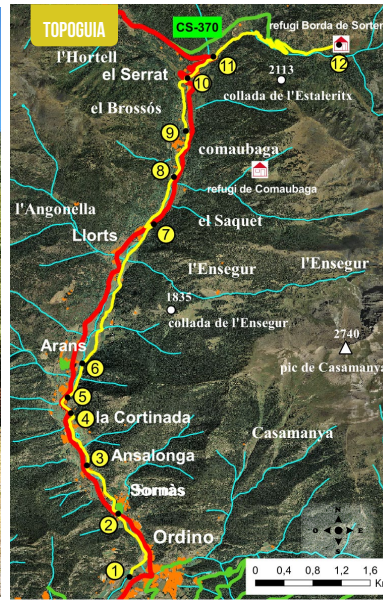 TOPOGUIA
CS-370
refugi Borda de Sorten
l'Hortell
11
12
el Serrat
10
2113
collada de l'Estaleritx
el Brossós
9
comaubaga
8
refugi de Comaubaga
l'Angonella
el Saquet
Llorts
7
l'Ensegur
l'Ensegur
1835
collada de l'Ensegur
2740
Arans
pic de Casamanya
6
5
4
la Cortinada
Casamanya
3
Ansalonga
Sornàs
2
N
O
E
S
Ordino
1
0 0,4 0,8 1,2 1,6